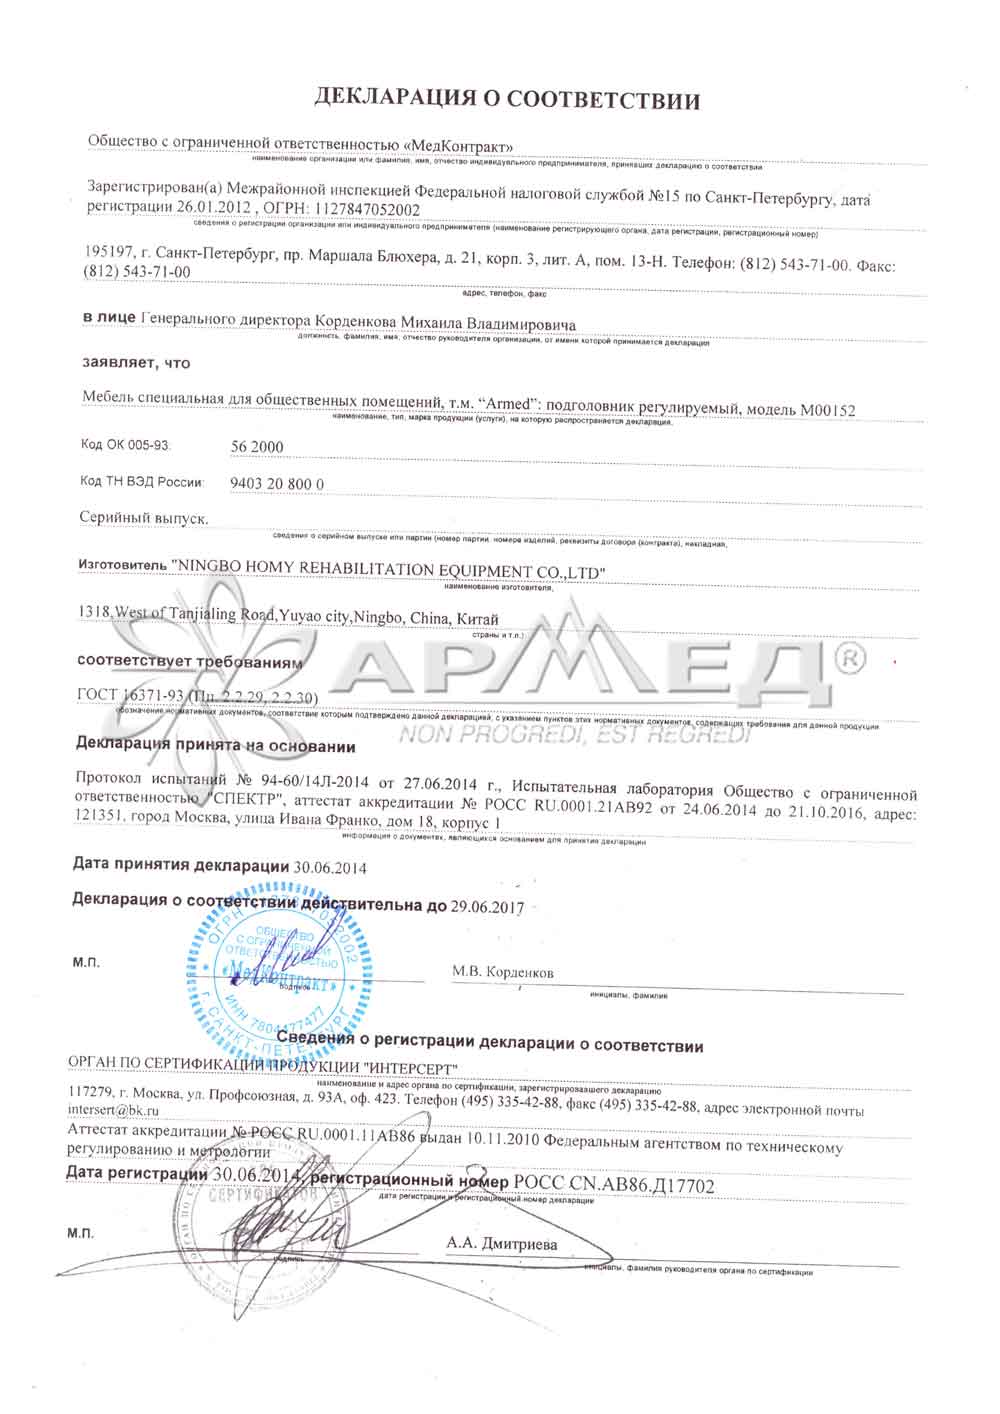 ДЕКЛАРАЦИЯ О СООТВЕТСТВИИ
Общество с ограниченной ответственностью «МедКонтракт»
наименование организации или фамилия, имя, отчество индивидуального предпринимателя, принявших декларацию о соответствии
Зарегистрирован(а) Межрайонной инспекцией Федеральной налоговой службой №15 по Санкт-Петербургу, дата
регистрации 26.01.2012 , ОГРН: 1127847052002
сведения о регистрации организации или индивидуального предпринимателя (наименование регистрирующего органа, дата регистрации, регистрационный номер)
195197, г. Санкт-Петербург, пр. Маршала Блюхера, д. 21, корп. 3, лит. А, пом. 13-Н. Телефон: (812) 543-71-00. Факс:
(812) 543-71-00
адрес, телефон, факс
в лице Генерального директора Корденкова Михаила Владимировича
должность, фамилия, имя, отчество руководителя организации, от имени которой принимается декларация
заявляет, что
Мебель специальная для общественных помещений, т.м. “Armed”: подголовник регулируемый, модель М00152
наименование, тип, марка продукции (услуги), на которую распространяется декларация,
Код ОК 005-93: 56 2000
Код ТН ВЭД России: 9403 20 800 0
Серийный выпуск.
сведения о серийном выпуске или партии (номер партии, номера изделий, реквизиты договора (контракта), накладная,
Изготовитель "NINGBO HOMY REHABILITATION EQUIPMENT CO.,LTD"
наименование изготовителя,
1318,West of Tanjialing Road,Yuyao city,Ningbo, China, Китай
страны и т.п.)
АРМЕД®
соответствует требованиям
ГОСТ 16371-93 (Пп. 2.2.29, 2.2.30)
обозначение нормативных документов, соответствие которым подтверждено данной декларацией, с указанием пунктов этих нормативных документов, содержащих требования для данной продукции
NON PROGREDI, EST REGREDI
Декларация принята на основании
Протокол испытаний № 94-60/14Л-2014 от 27.06.2014 г., Испытательная лаборатория Общество с ограниченной
ответственностью "СПЕКТР", аттестат аккредитации № РОСС RU.0001.21АВ92 от 24.06.2014 до 21.10.2016, адрес:
121351, город Москва, улица Ивана Франко, дом 18, корпус 1
информация о документах, являющихся основанием для принятия декларации
Дата принятия декларации 30.06.2014
Декларация о соответствии действительна до 29.06.2017
ОГРН 1127847052002
ОБЩЕСТВО
С ОГРАНИЧЕННОЙ
ОТВЕТСТВЕННОСТЬЮ
«МедКонтракт»
ИНН 7804477477
Г. САНКТ-ПЕТЕРБУРГ
М.П.
М.В. Корденков
подпись
инициалы, фамилия
Сведения о регистрации декларации о соответствии
ОРГАН ПО СЕРТИФИКАЦИИ ПРОДУКЦИИ "ИНТЕРСЕРТ"
наименование и адрес органа по сертификации, зарегистрировавшего декларацию
117279, г. Москва, ул. Профсоюзная, д. 93А, оф. 423. Телефон (495) 335-42-88, факс (495) 335-42-88, адрес электронной почты
intersert@bk.ru
Аттестат аккредитации № РОСС RU.0001.11АВ86 выдан 10.11.2010 Федеральным агентством по техническому
регулированию и метрологии
Дата регистрации 30.06.2014, регистрационный номер РОСС CN.АВ86.Д17702
дата регистрации и регистрационный номер декларации
СЕРТИФИКАТОВ
М.П.
А.А. Дмитриева
подпись
инициалы, фамилия руководителя органа по сертификации